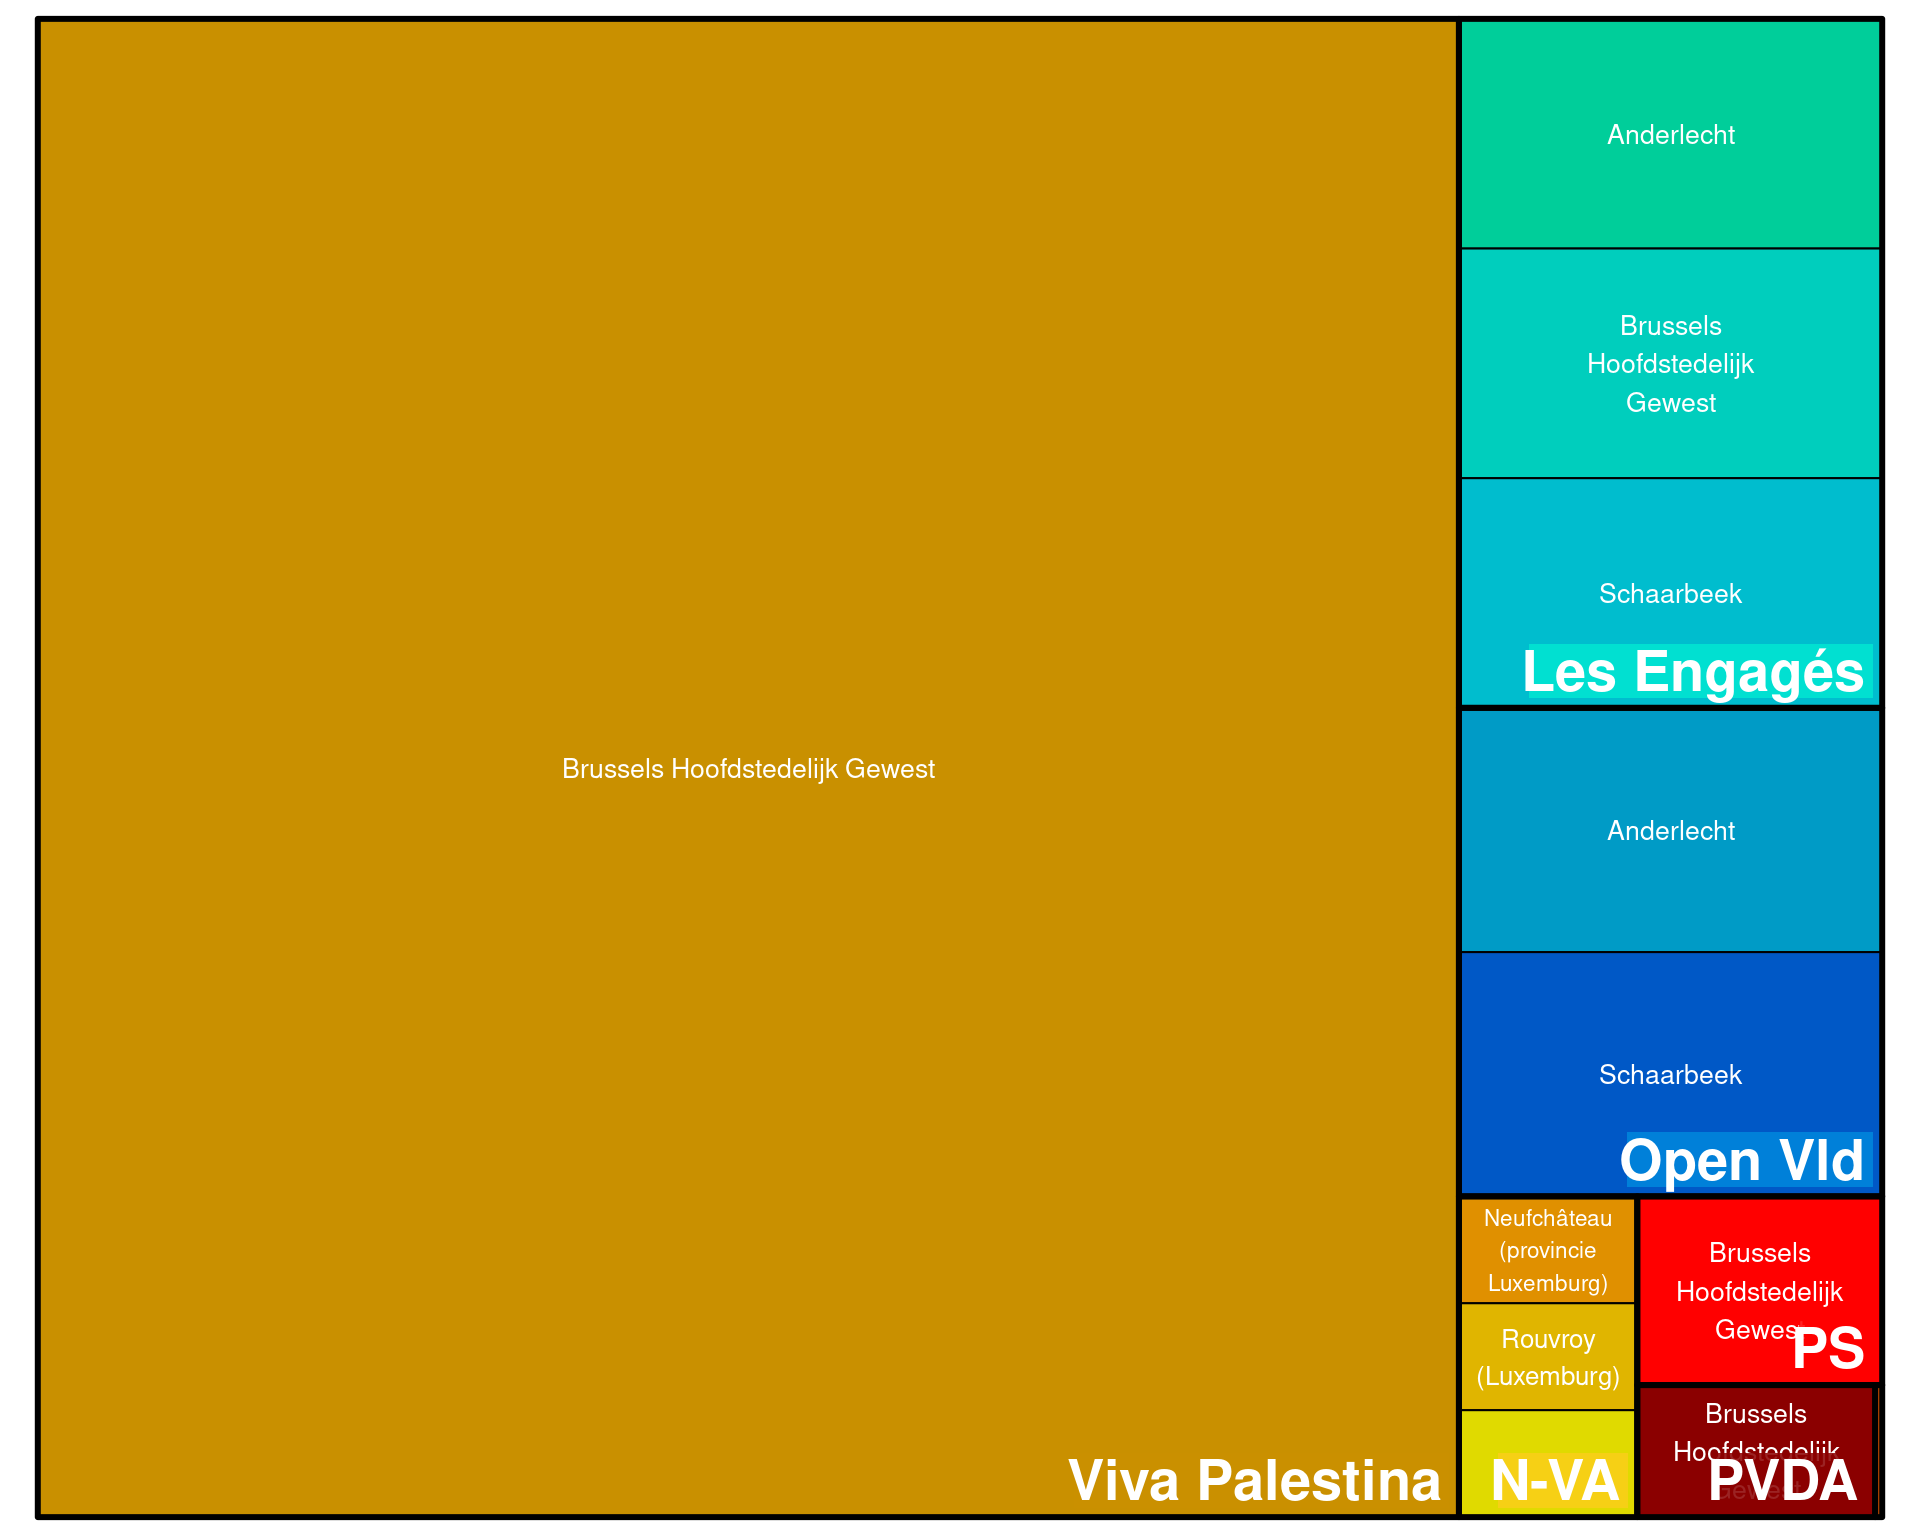 Brussels Hoofdstedelijk Gewest
Viva Palestina
Anderlecht
Brussels
Hoofdstedelijk
Gewest
Schaarbeek
Les Engagés
Anderlecht
Schaarbeek
Open Vld
Neufchâteau
(provincie
Luxemburg)
Rouvroy
(Luxemburg)
N-VA
Brussels
Hoofdstedelijk
Gewest
PS
Brussels
Hoofdstedelijk
Gewest
PVDA